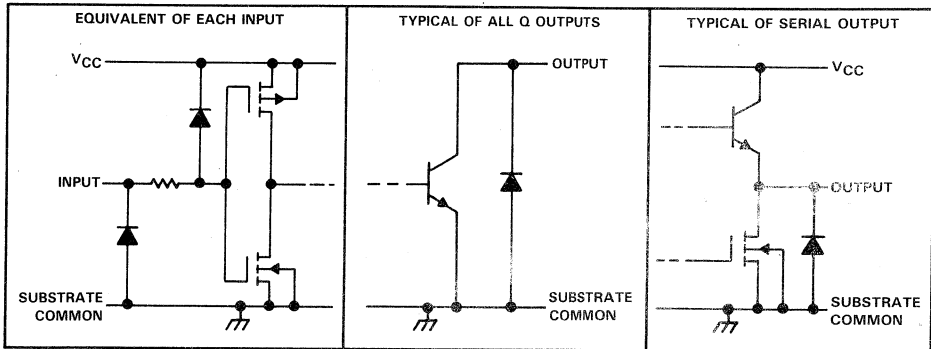 EQUIVALENT OF EACH INPUT
VCC
INPUT
SUBSTRATE
COMMON
TYPICAL OF ALL Q OUTPUTS
OUTPUT
SUBSTRATE
COMMON
TYPICAL OF SERIAL OUTPUT
VCC
OUTPUT
SUBSTRATE
COMMON